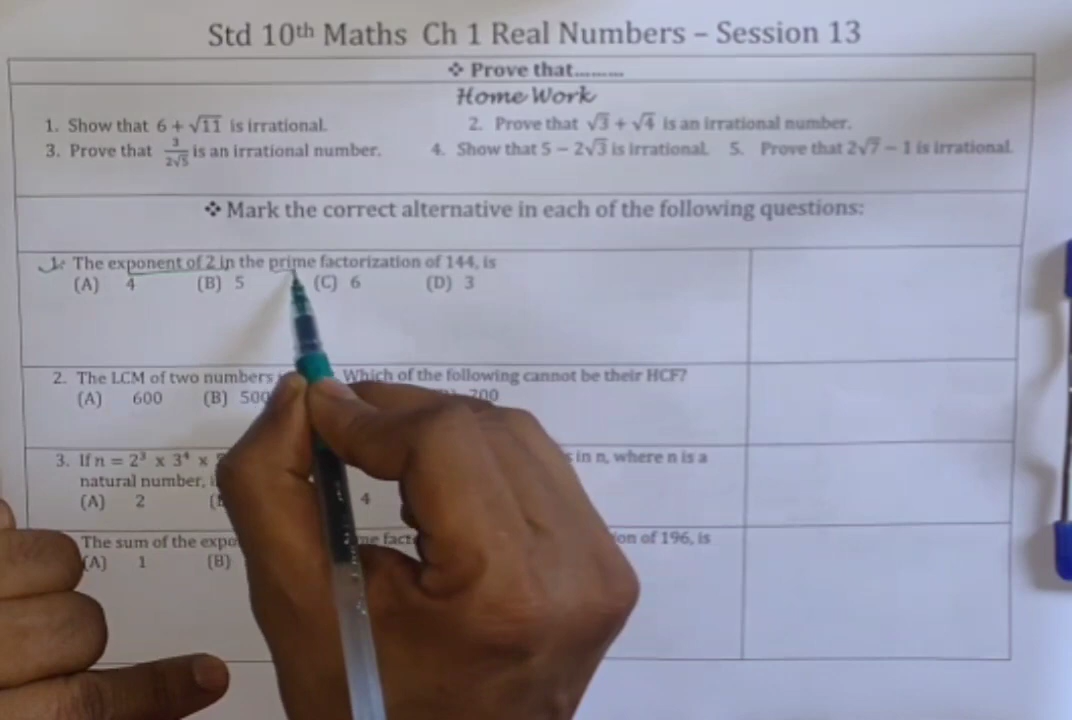 Std 10th Maths Ch 1 Real Numbers – Session 13
❖ Prove that.........
Home Work
1. Show that 6 + √11 is irrational. 2. Prove that √3 + √4 is an irrational number.
3. Prove that 3/2√5 is an irrational number. 4. Show that 5 − 2√3 is irrational. 5. Prove that 2√7 − 1 is irrational.
❖ Mark the correct alternative in each of the following questions:
1. The exponent of 2 in the prime factorization of 144, is
(A) 4 (B) 5 (C) 6 (D) 3
2. The LCM of two numbers Which of the following cannot be their HCF?
(A) 600 (B) 500 200
3. If n = 2³ x 3⁴ x in n, where n is a
natural number,
(A) 2 4
The sum of the of 196, is
(A) 1 (B)